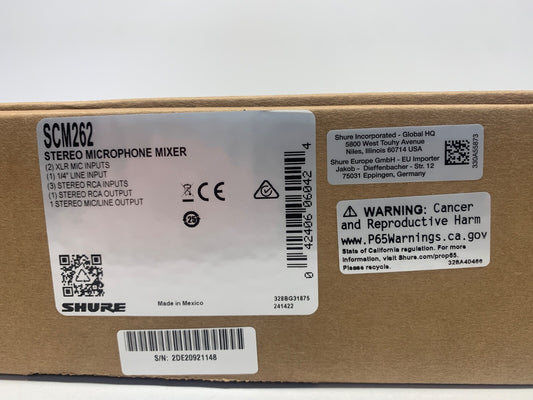 SCM262
STEREO MICROPHONE MIXER
(2) XLR MIC INPUTS
(1) 1/4" LINE INPUT
(3) STEREO RCA INPUTS
(1) STEREO RCA OUTPUT
1 STEREO MIC/LINE OUTPUT
25
0 42406 06042 4
Made in Mexico
SHURE
328BG31875
241422
S/N: 2DE20921148
Shure Incorporated - Global HQ
5800 West Touhy Avenue
Niles, Illinois 60714 USA
Shure Europe GmbH - EU Importer
Jakob - Dieffenbacher - Str. 12
75031 Eppingen, Germany
330A55873
WARNING: Cancer
and Reproductive Harm
www.P65Warnings.ca.gov
State of California regulation. For more
information, visit Shure.com/prop65.
Please recycle.
328A40466